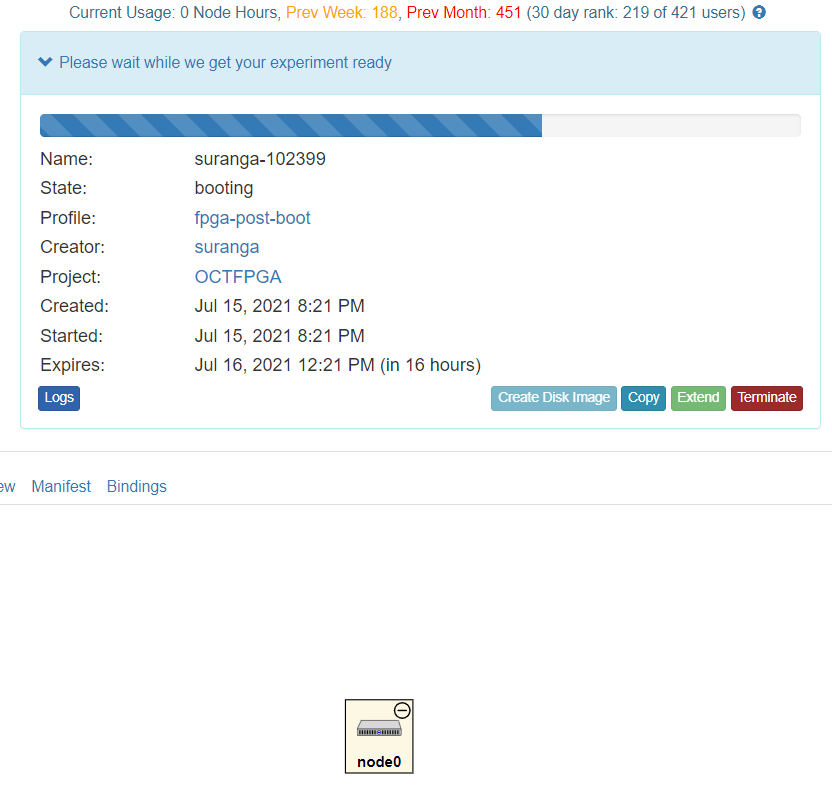 Current Usage: 0 Node Hours, Prev Week: 188, Prev Month: 451 (30 day rank: 219 of 421 users)
Please wait while we get your experiment ready
Name: suranga-102399
State: booting
Profile: fpga-post-boot
Creator: suranga
Project: OCTFPGA
Created: Jul 15, 2021 8:21 PM
Started: Jul 15, 2021 8:21 PM
Expires: Jul 16, 2021 12:21 PM (in 16 hours)
Logs Create Disk Image Copy Extend Terminate
ew Manifest Bindings
node0